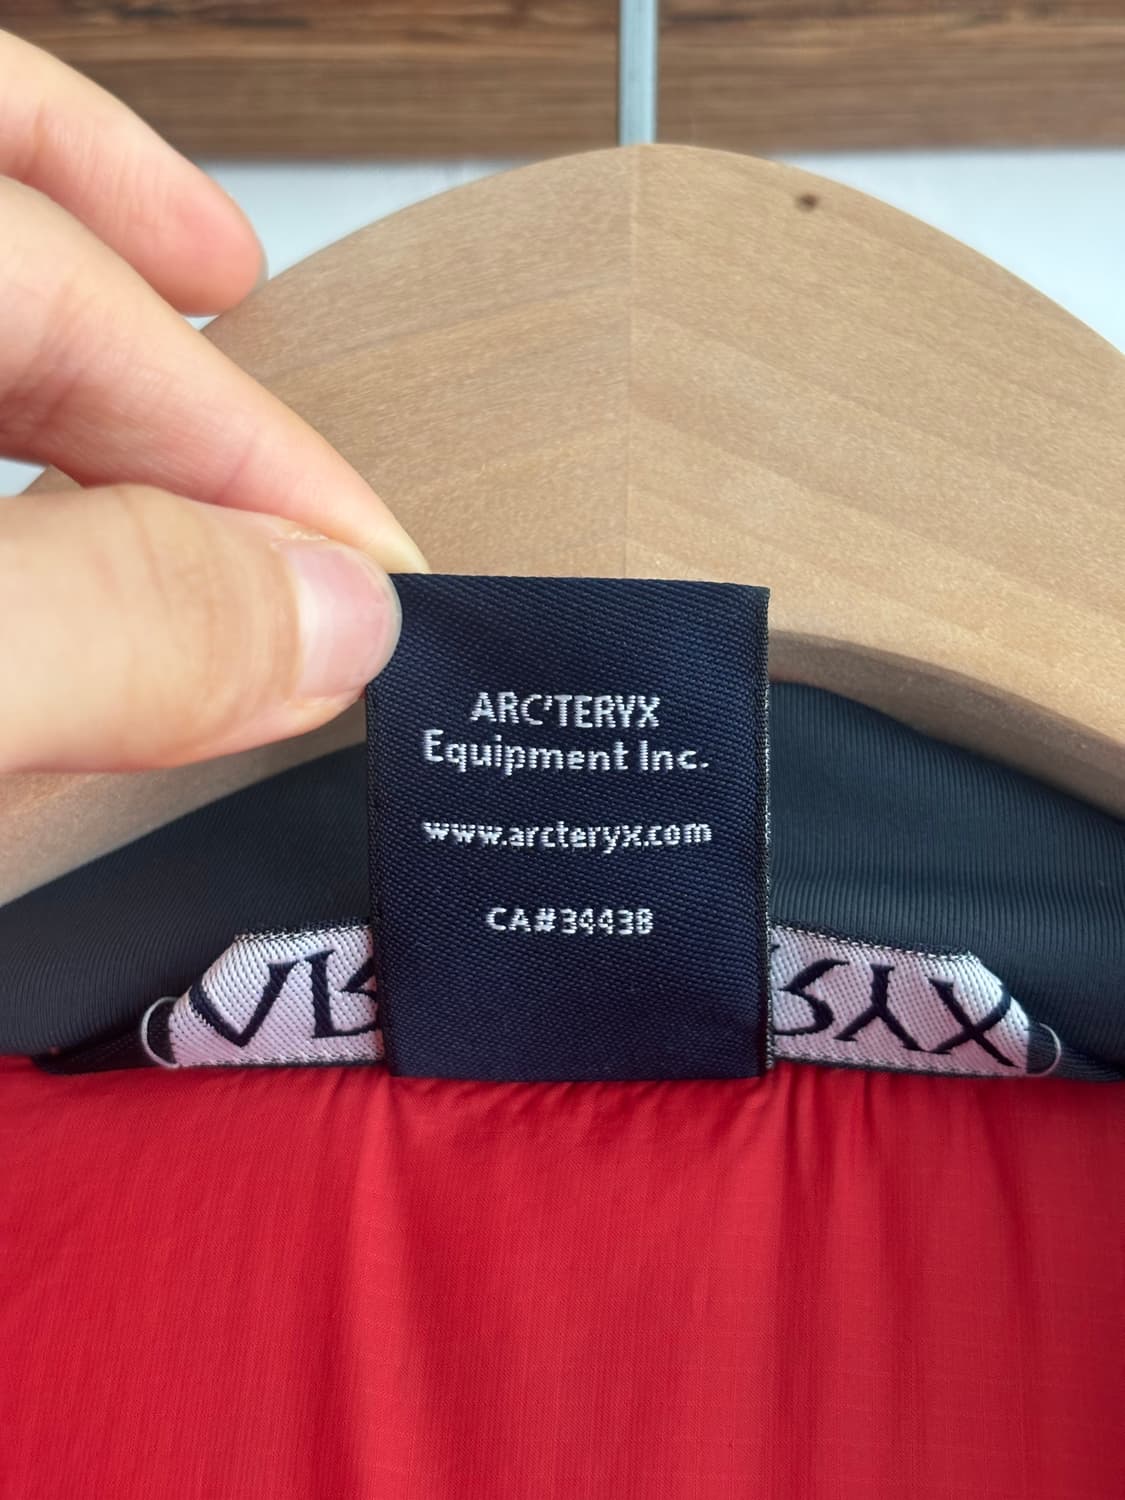 ARC'TERYX
Equipment Inc.
www.arcteryx.com
CA#34438